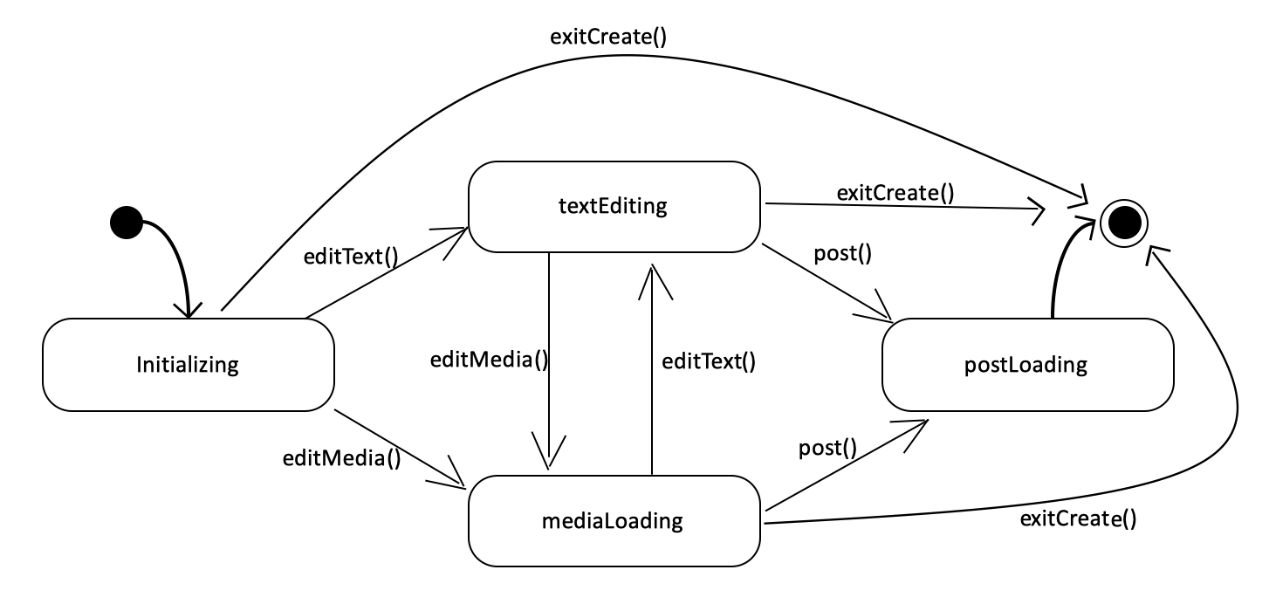 exitCreate()
textEditing
exitCreate()
editText()
post()
Initializing
editMedia()
editText()
postLoading
editMedia()
post()
mediaLoading
exitCreate()